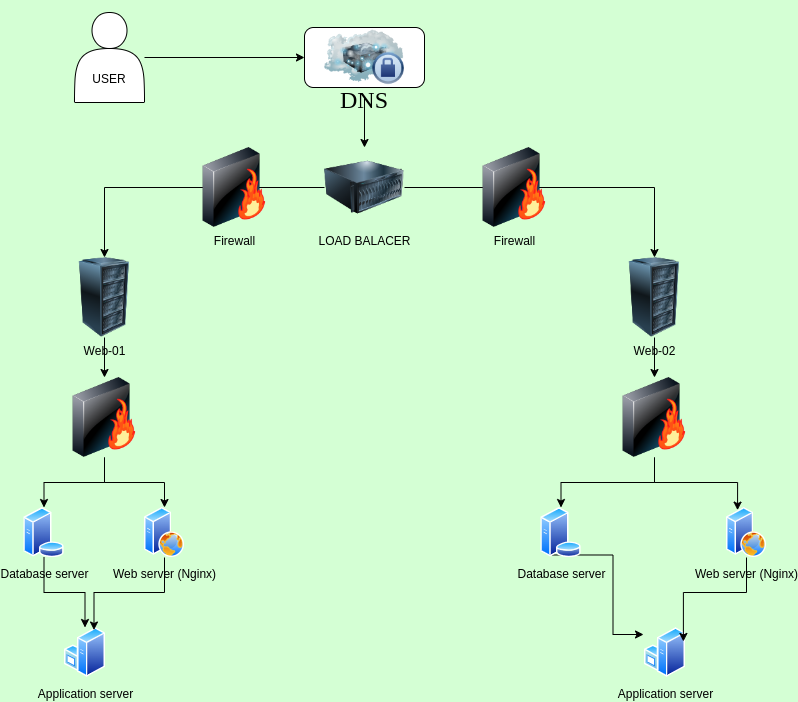 USER
DNS
Firewall
LOAD BALACER
Firewall
Web-01
Web-02
Database server
Web server (Nginx)
Database server
Web server (Nginx)
Application server
Application server